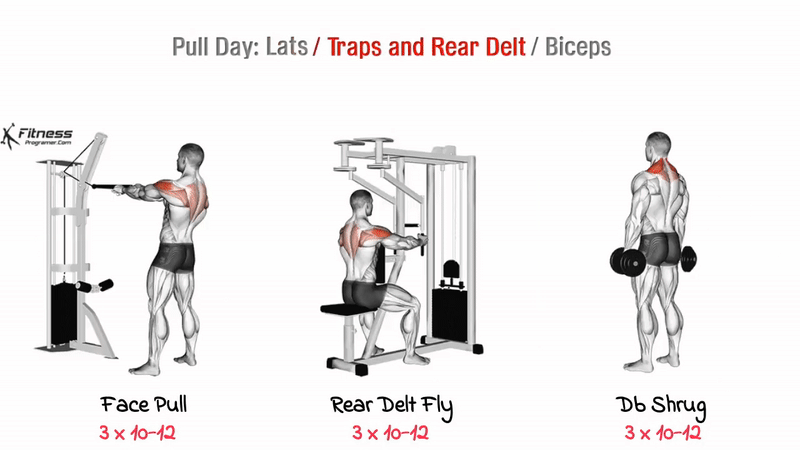 Pull Day: Lats / Traps and Rear Delt / Biceps
Fitness
Programer.Com
Face Pull
3 x 10-12
Rear Delt Fly
3 x 10-12
Db Shrug
3 x 10-12